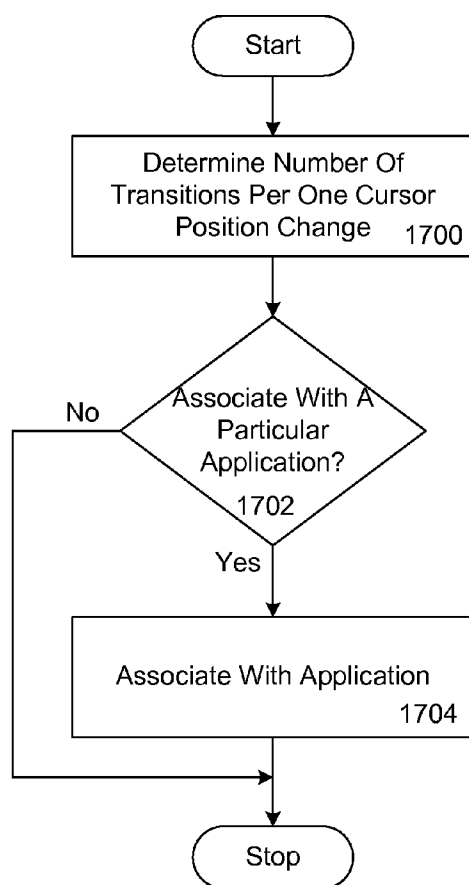 Start
Determine Number Of
Transitions Per One Cursor
Position Change
1700
Associate With A
Particular
Application?
1702
No
Yes
Associate With Application
1704
Stop